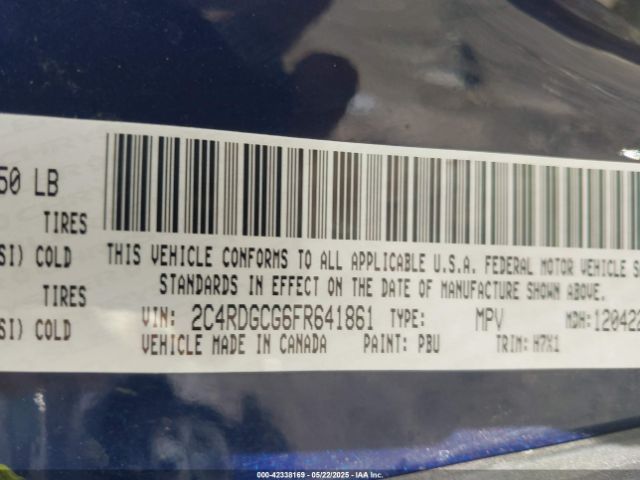 50 LB
TIRES
SI) COLD
TIRES
SI) COLD
THIS VEHICLE CONFORMS TO ALL APPLICABLE U.S.A. FEDERAL MOTOR VEHICLE S
STANDARDS IN EFFECT ON THE DATE OF MANUFACTURE SHOWN ABOVE.
VIN: 2C4RDGCG6FR641861 TYPE: MPV MDH:120422
VEHICLE MADE IN CANADA PAINT: PBU TRIM: H7X1
000-42338169 - 05/22/2025 - IAA Inc.